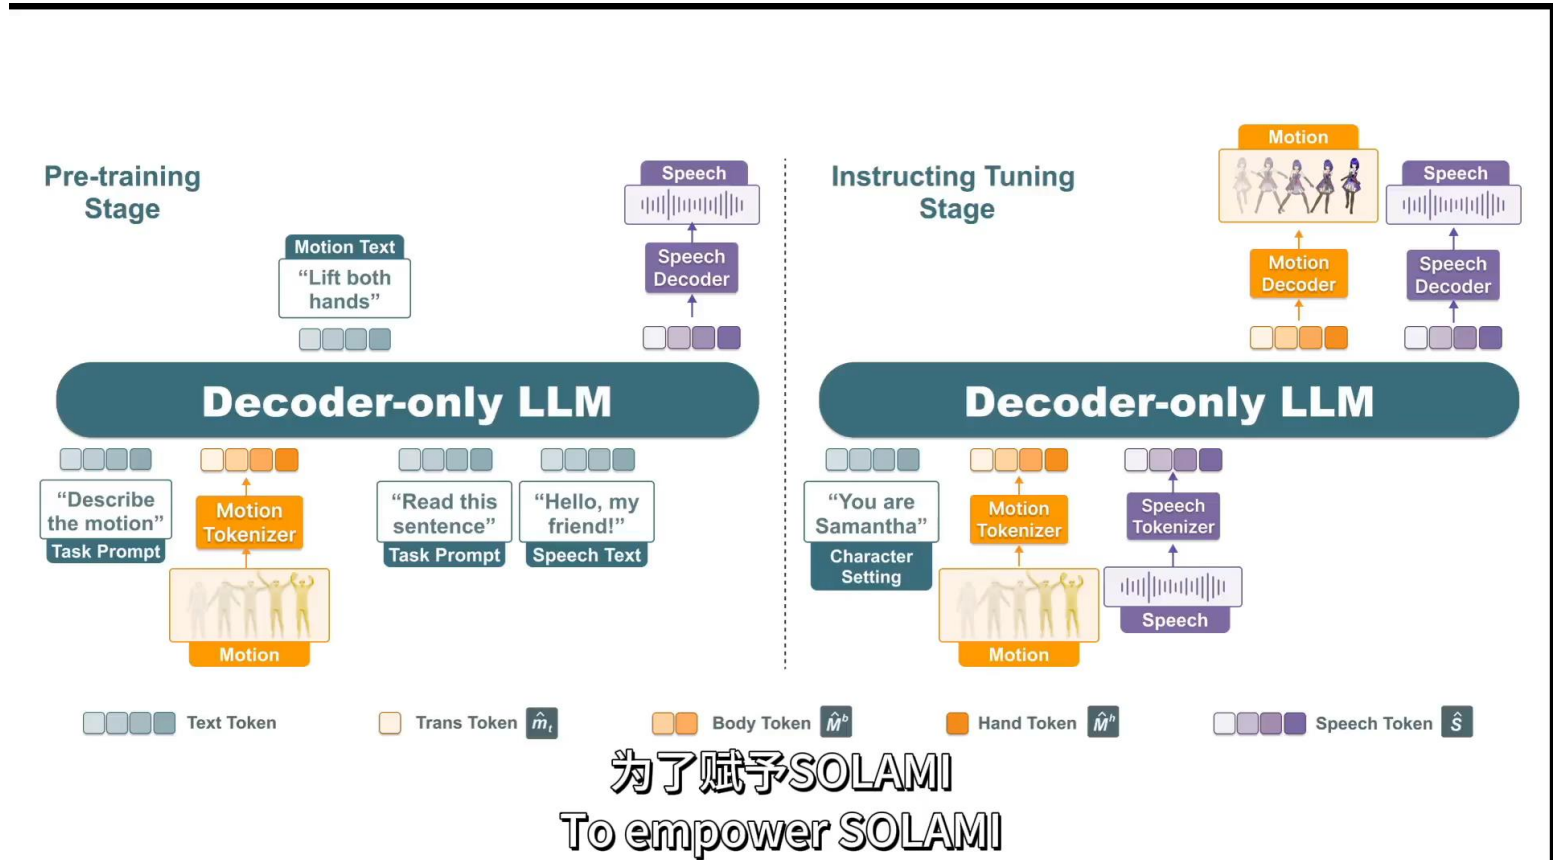 Pre-training
Stage
Motion Text
“Lift both
hands”
Speech
Speech
Decoder
Decoder-only LLM
“Describe
the motion”
Task Prompt
Motion
Tokenizer
Motion
“Read this
sentence”
Task Prompt
“Hello, my
friend!”
Speech Text
Instructing Tuning
Stage
Motion
Motion
Decoder
Speech
Speech
Decoder
Decoder-only LLM
“You are
Samantha”
Character
Setting
Motion
Tokenizer
Motion
Speech
Tokenizer
Speech
Text Token
Trans Token m̂ₜ
Body Token M̂ᵇ
Hand Token M̂ʰ
Speech Token Ŝ
为了赋予SOLAMI
To empower SOLAMI